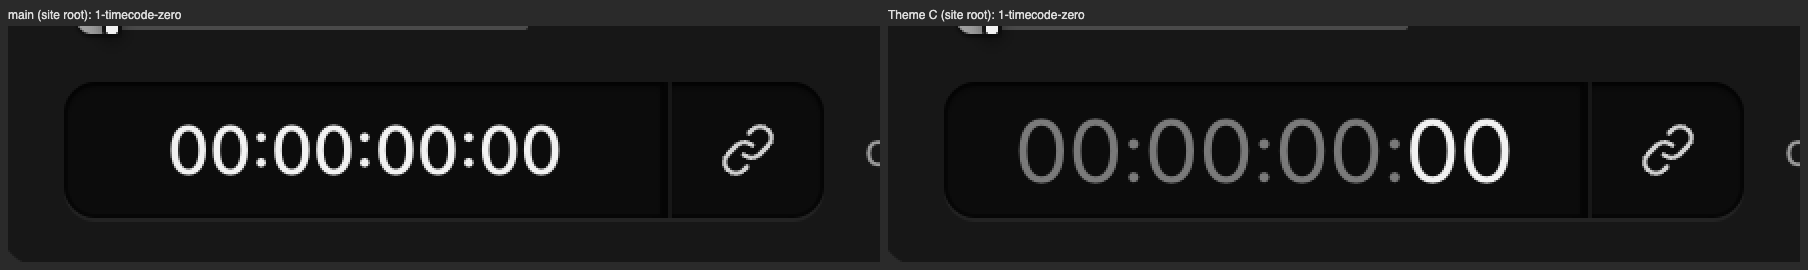 main (site root): 1-timecode-zero
Theme C (site root): 1-timecode-zero
00:00:00:00
00:00:00:00